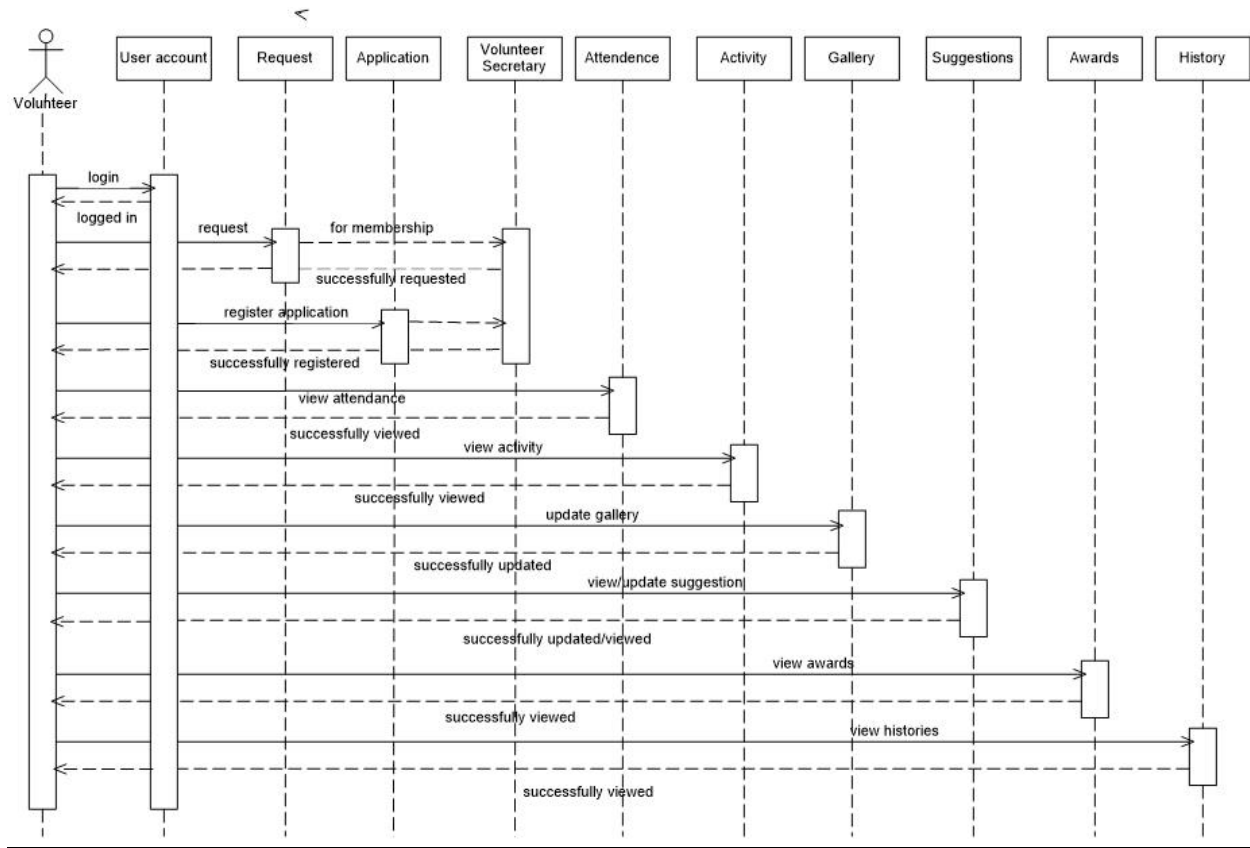 Volunteer
User account
Request
Application
Volunteer
Secretary
Attendence
Activity
Gallery
Suggestions
Awards
History
login
logged in
request
for membership
successfully requested
register application
successfully registered
view attendance
successfully viewed
view activity
successfully viewed
update gallery
successfully updated
view/update suggestion
successfully updated/viewed
view awards
successfully viewed
view histories
successfully viewed